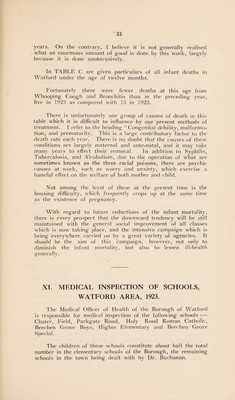 31
years. On the contrary, I believe it is not generally realised
what an enormous amount of good is done by this work, largely
because it is done unobtrusively.
In TABLE C are given particulars of all infant deaths in
Watford under the age of twelve months.
Fortunately there were fewer deaths at this age from
Whooping Cough and Bronchitis than in the preceding year,
five in 1923 as compared with 15 in 1922.
There is unfortunately one group of causes of death in this
table which it is difficult to influence by our present methods of
treatment. I refer to the heading "Congenital debility, malforma-
tion, and prematurity. This is a large contributory factor to the
death rate each year. There is no doubt that the causes of these
conditions are largely maternal and ante-natal, and it may take
many years to effect their removal. In addition to Syphilis,
Tuberculosis, and Alcoholism, due to the operation of what are
sometimes known as the three racial poisons, there are psychic
causes at work, such as worry and anxiety, which exercise a
baneful effect on the welfare of both mother and child.
Not among the least of these at the present time is the
housing difficulty, which frequently crops up at the same time
as the existence of pregnancy.
With regard to future reductions of the infant mortality,
there is every prospect that the downward tendency will be still
maintained with the general social improvement of all classes
which is now taking place, and the intensive campaign which is
being everywhere carried on by a great variety of agencies. It
should be the aim of this campaign, however, not only to
diminish the infant mortality, but also to lessen ill-health
generally.
XI. MEDICAL INSPECTION OF SCHOOLS,
WATFORD AREA, 1923.
The Medical Officer of Health of the Borough of Watford
is responsible for medical inspection of the following schools :—
Chater, Field, Parkgate Road, Holy Rood Roman Catholic,
Beechen Grove Boys, Higher Elementary and Beechen Grove
Special.
The children of these schools constitute about half the total
number in the elementary schools of the Borough, the remaining
schools in the town being dealt with by Dr. Buchanan.